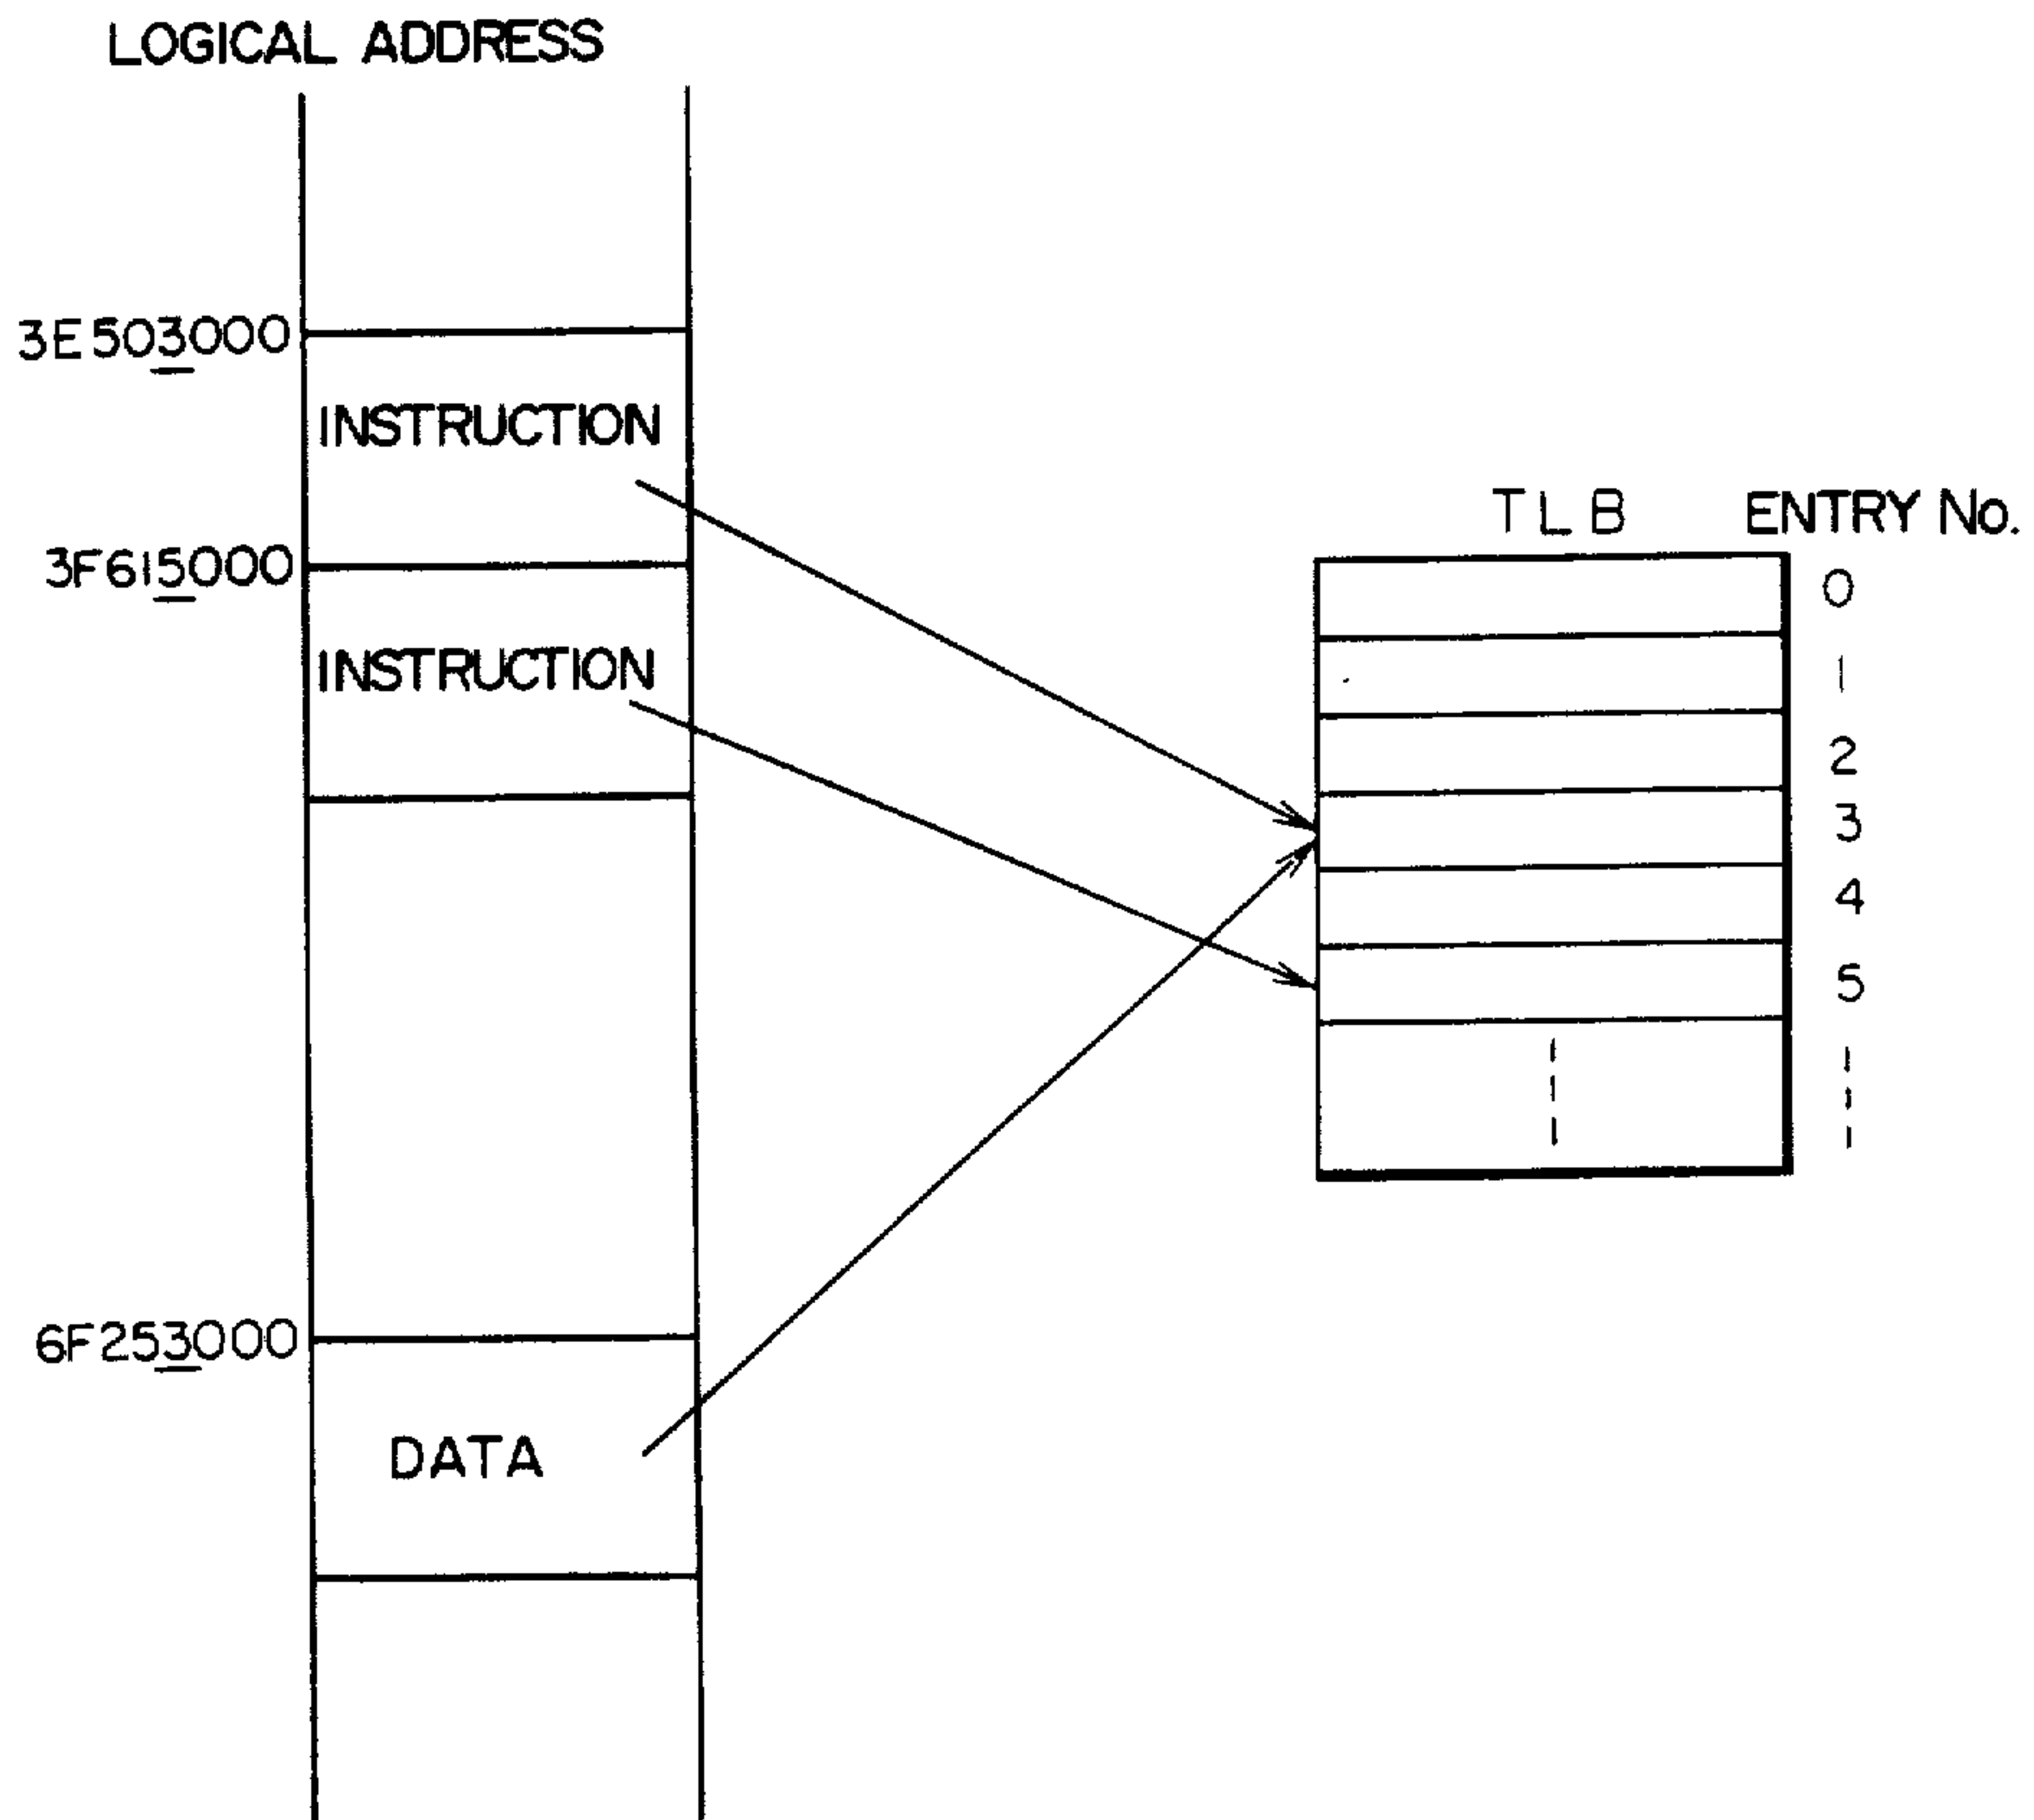 LOGICAL ADDRESS
3E503000
INSTRUCTION
3F615000
INSTRUCTION
6F253000
DATA
TLB ENTRY No.
0
1
2
3
4
5